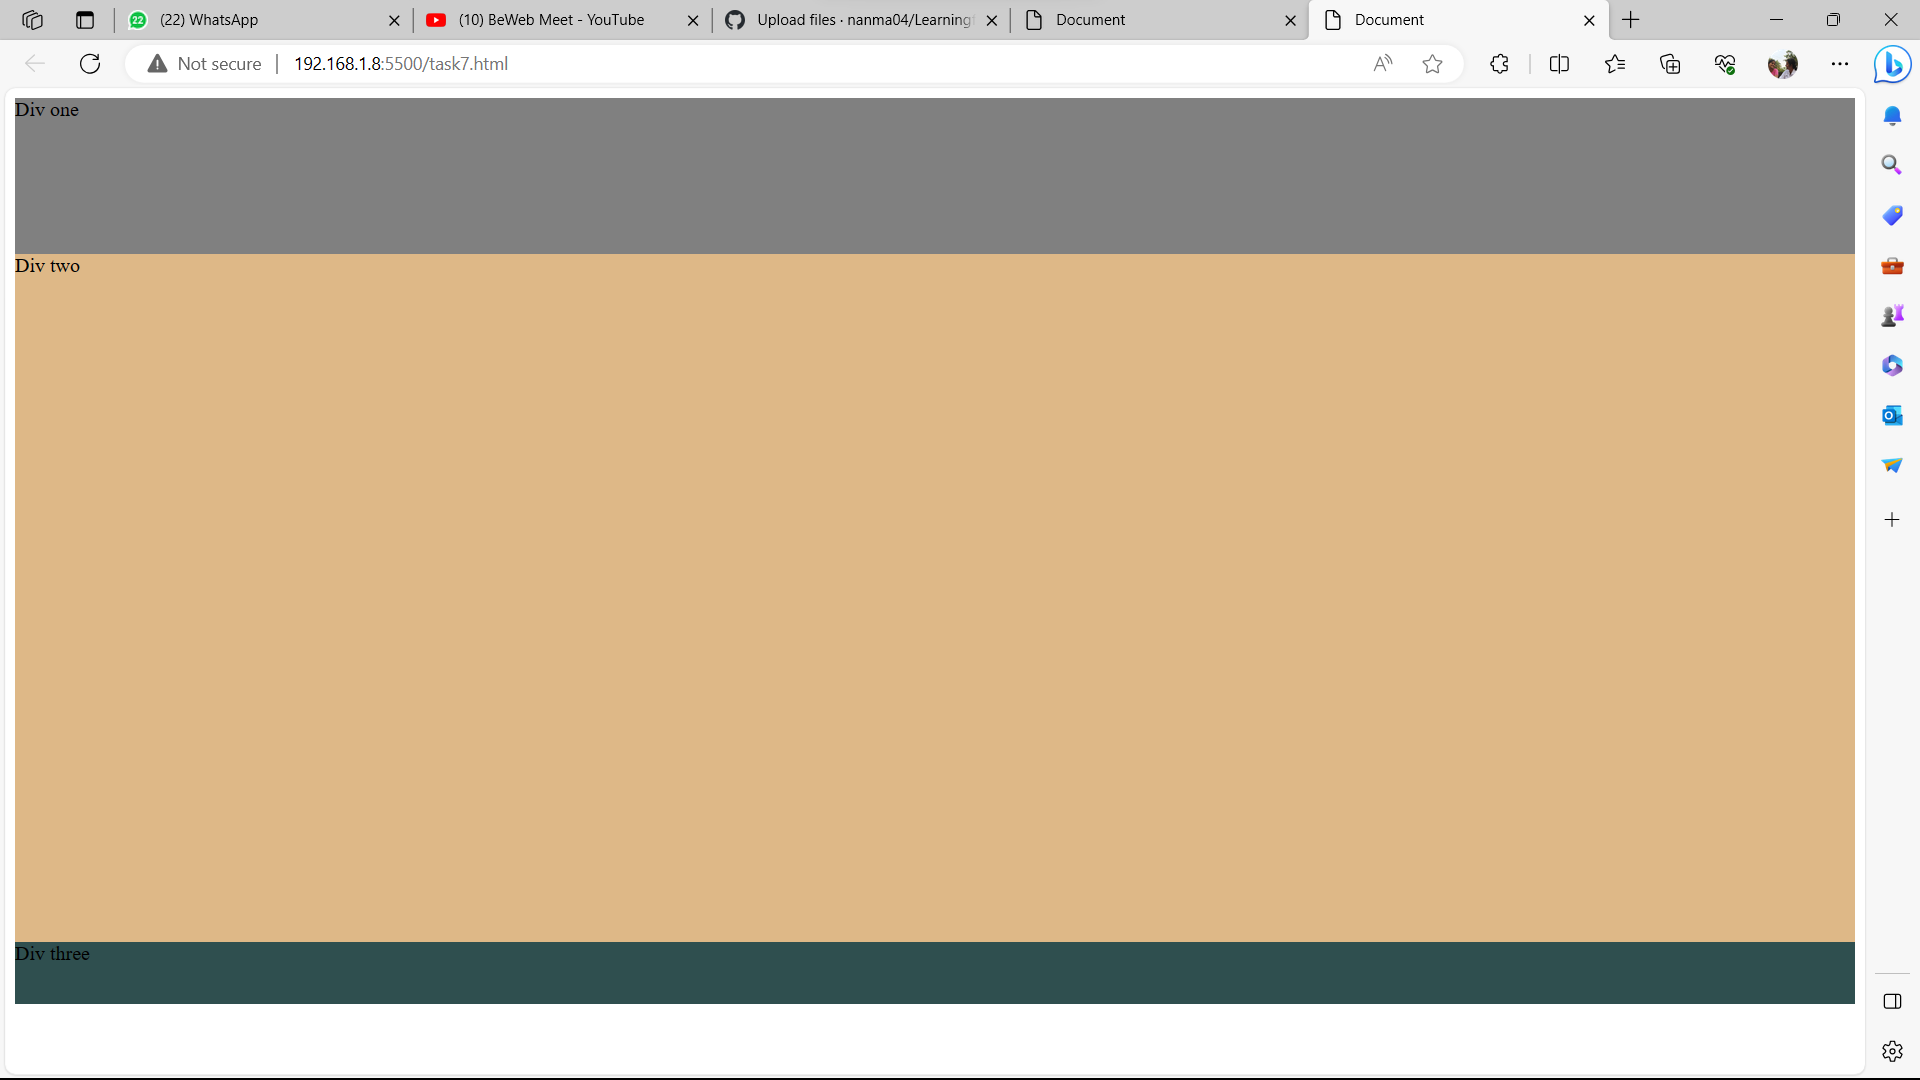 22 (22) WhatsApp
(10) BeWeb Meet - YouTube
Upload files · nanma04/Learning
Document
Document
Not secure
192.168.1.8:5500/task7.html
Div one
Div two
Div three